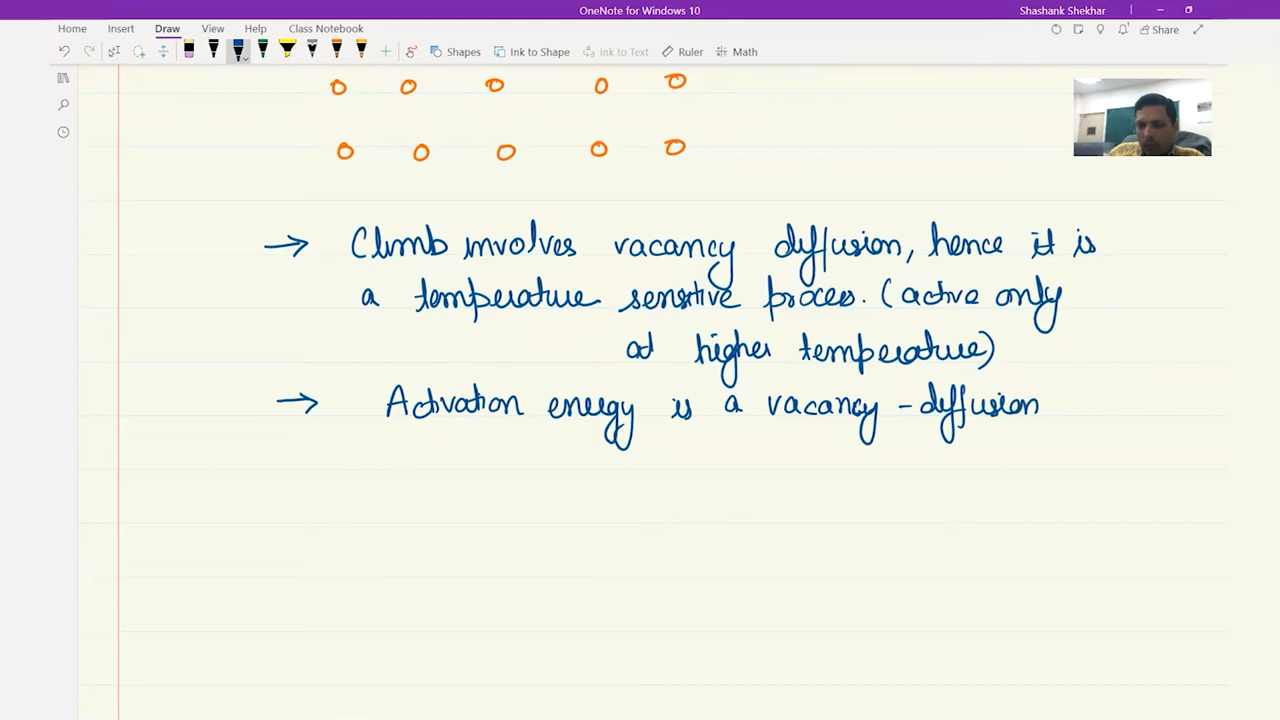 OneNote for Windows 10
Shashank Shekhar
Home Insert Draw View Help Class Notebook
Shapes Ink to Shape Ink to Text Ruler Math Share
→ Climb involves vacancy diffusion, hence it is
a temperature sensitive process. (active only
at higher temperature)
→ Activation energy is a vacancy - diffusion